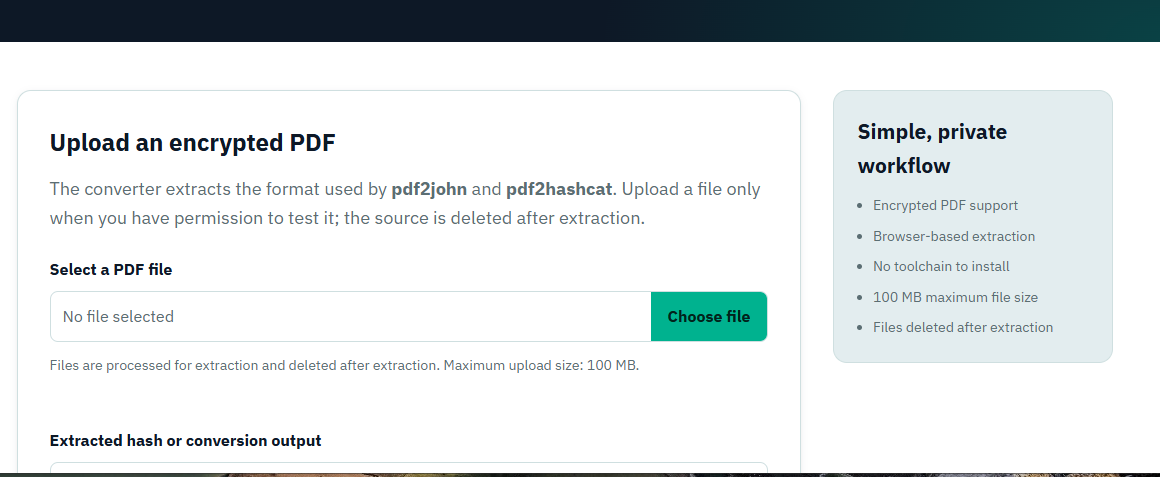 Upload an encrypted PDF
The converter extracts the format used by pdf2john and pdf2hashcat. Upload a file only
when you have permission to test it; the source is deleted after extraction.
Select a PDF file
No file selected
Choose file
Files are processed for extraction and deleted after extraction. Maximum upload size: 100 MB.
Extracted hash or conversion output
Simple, private
workflow
Encrypted PDF support
Browser-based extraction
No toolchain to install
100 MB maximum file size
Files deleted after extraction